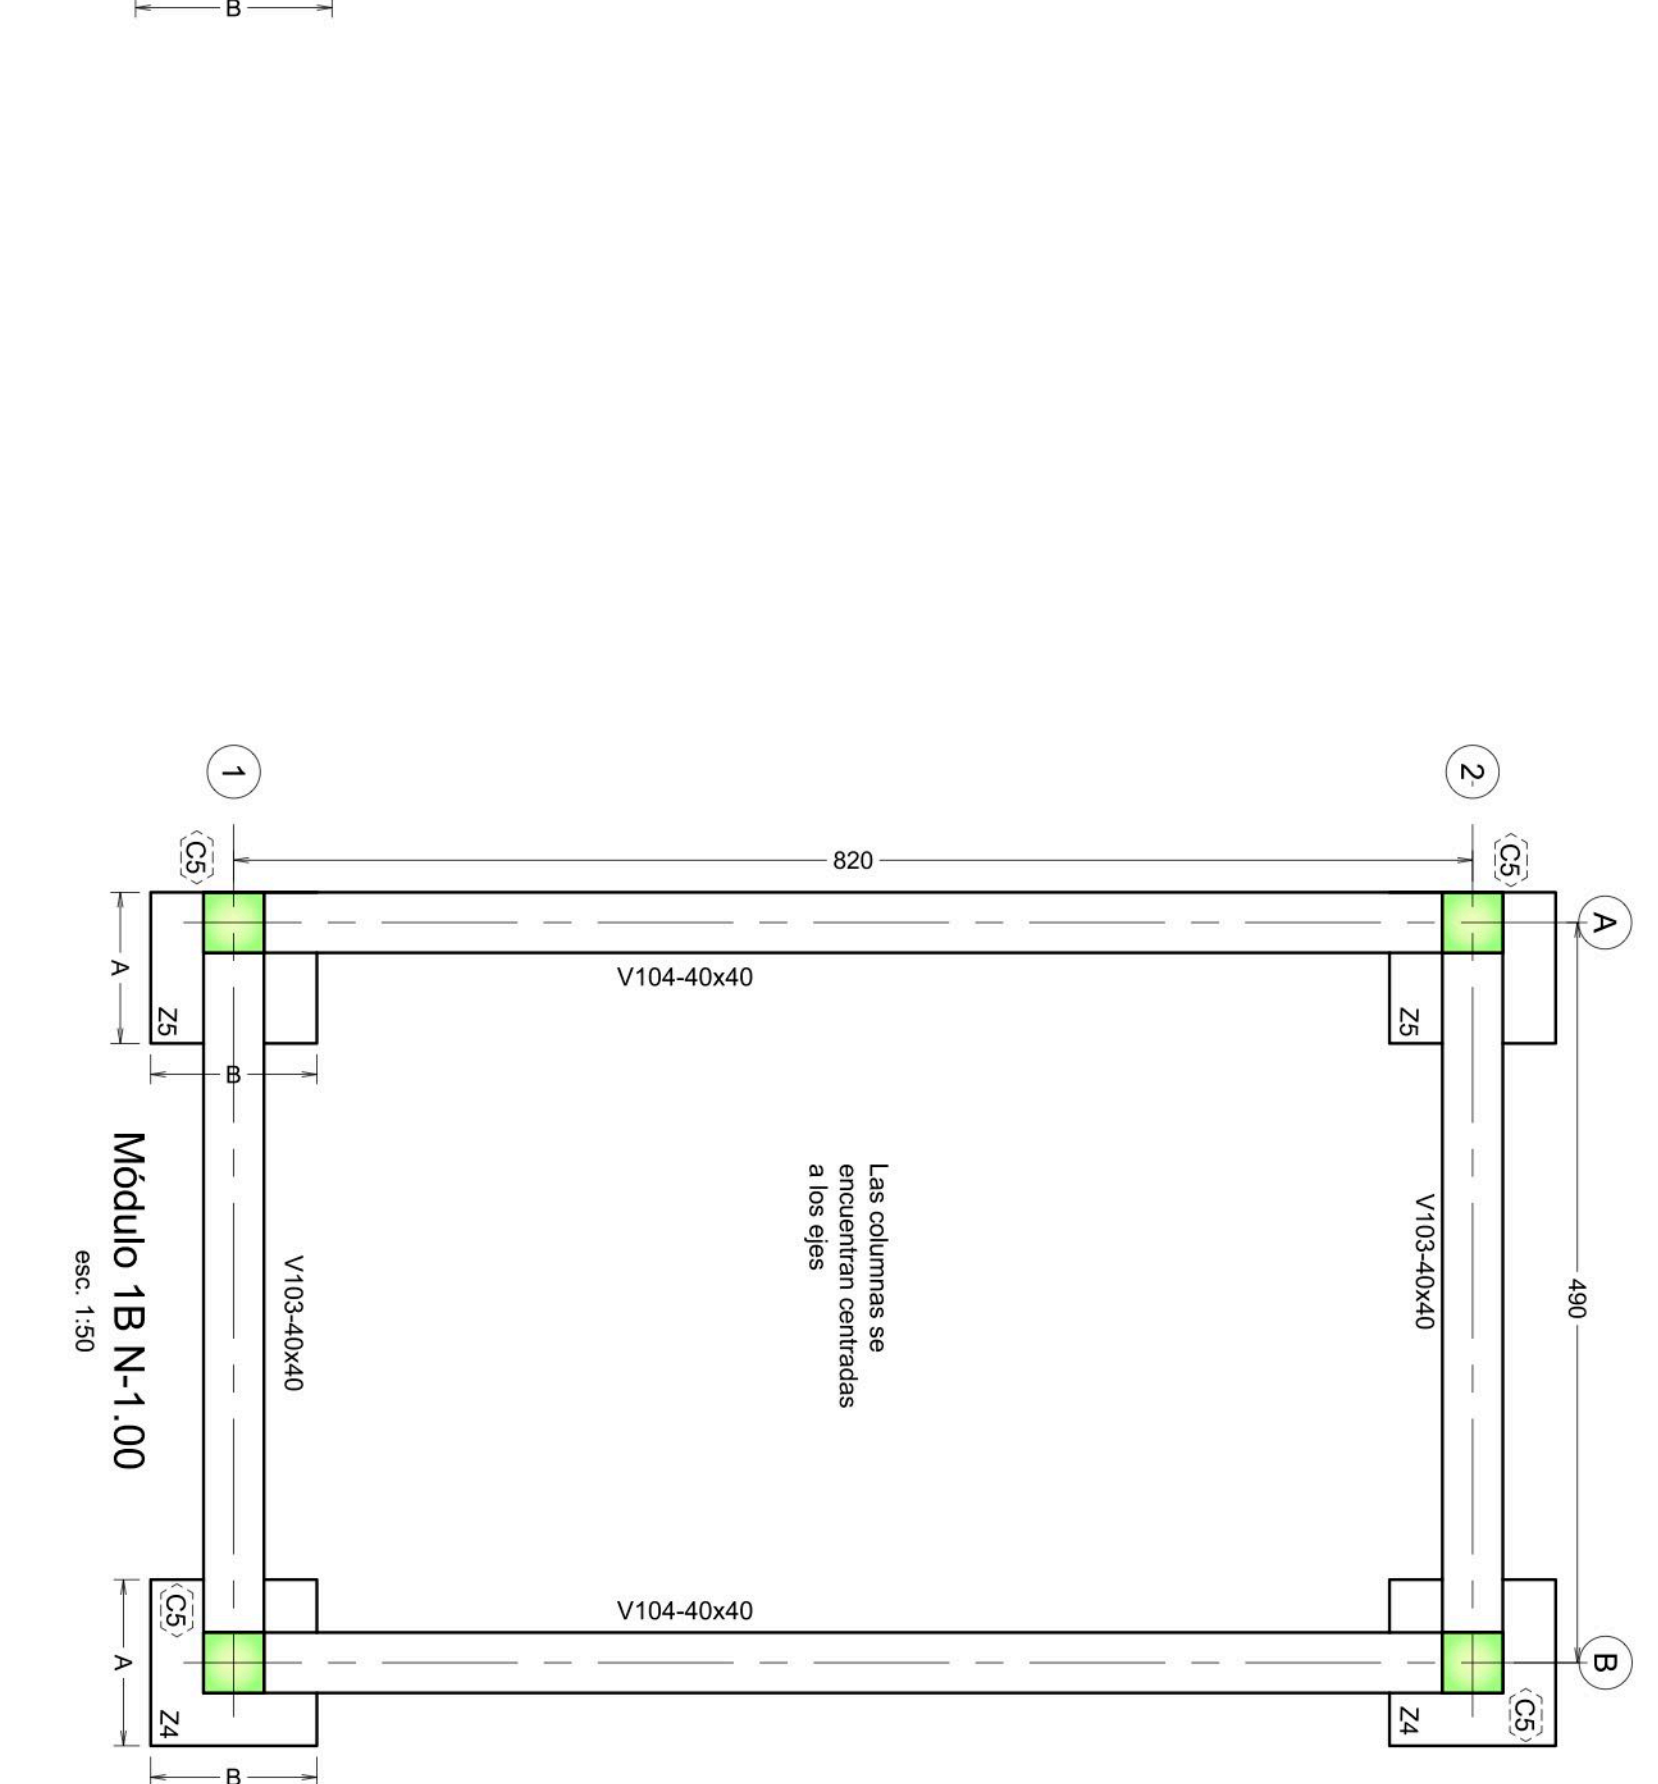 B
1
2
C5
C5
820
A
V104-40x40
A
Z5
Z5
B
Las columnas se
encuentran centradas
a los ejes
V103-40x40
V103-40x40
490
Módulo 1B N-1.00
esc. 1:50
C5
V104-40x40
A
B
Z4
Z4
C5
B